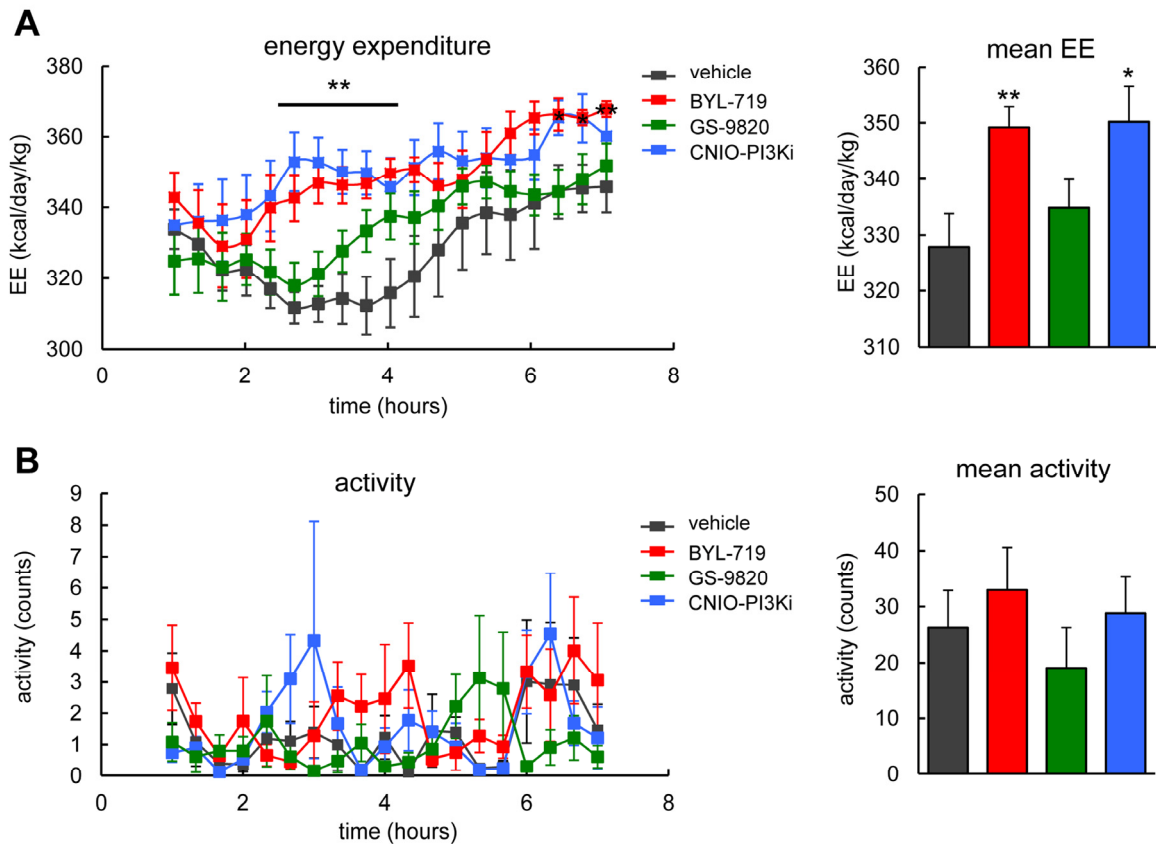 A
energy expenditure
EE (kcal/day/kg)
380
360
340
320
300
0
2
4
6
8
time (hours)
**
* * **
vehicle
BYL-719
GS-9820
CNIO-PI3Ki
mean EE
EE (kcal/day/kg)
360
350
340
330
320
310
**
*
B
activity
activity (counts)
9
8
7
6
5
4
3
2
1
0
0
2
4
6
8
time (hours)
vehicle
BYL-719
GS-9820
CNIO-PI3Ki
mean activity
activity (counts)
50
40
30
20
10
0